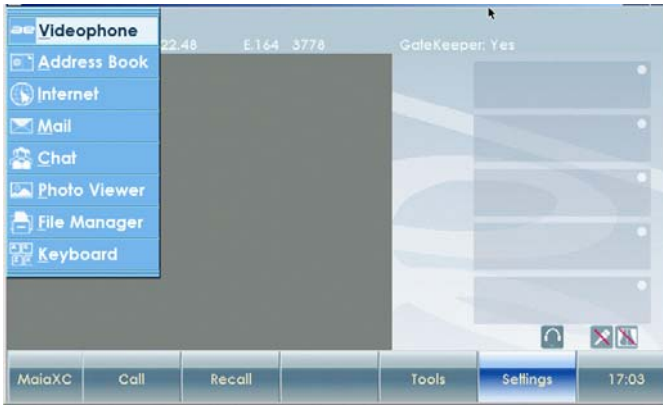 Videophone
22.48 E.164 3778 GateKeeper: Yes
Address Book
Internet
Mail
Chat
Photo Viewer
File Manager
Keyboard
MaiaXC Call Recall Tools Settings 17:03